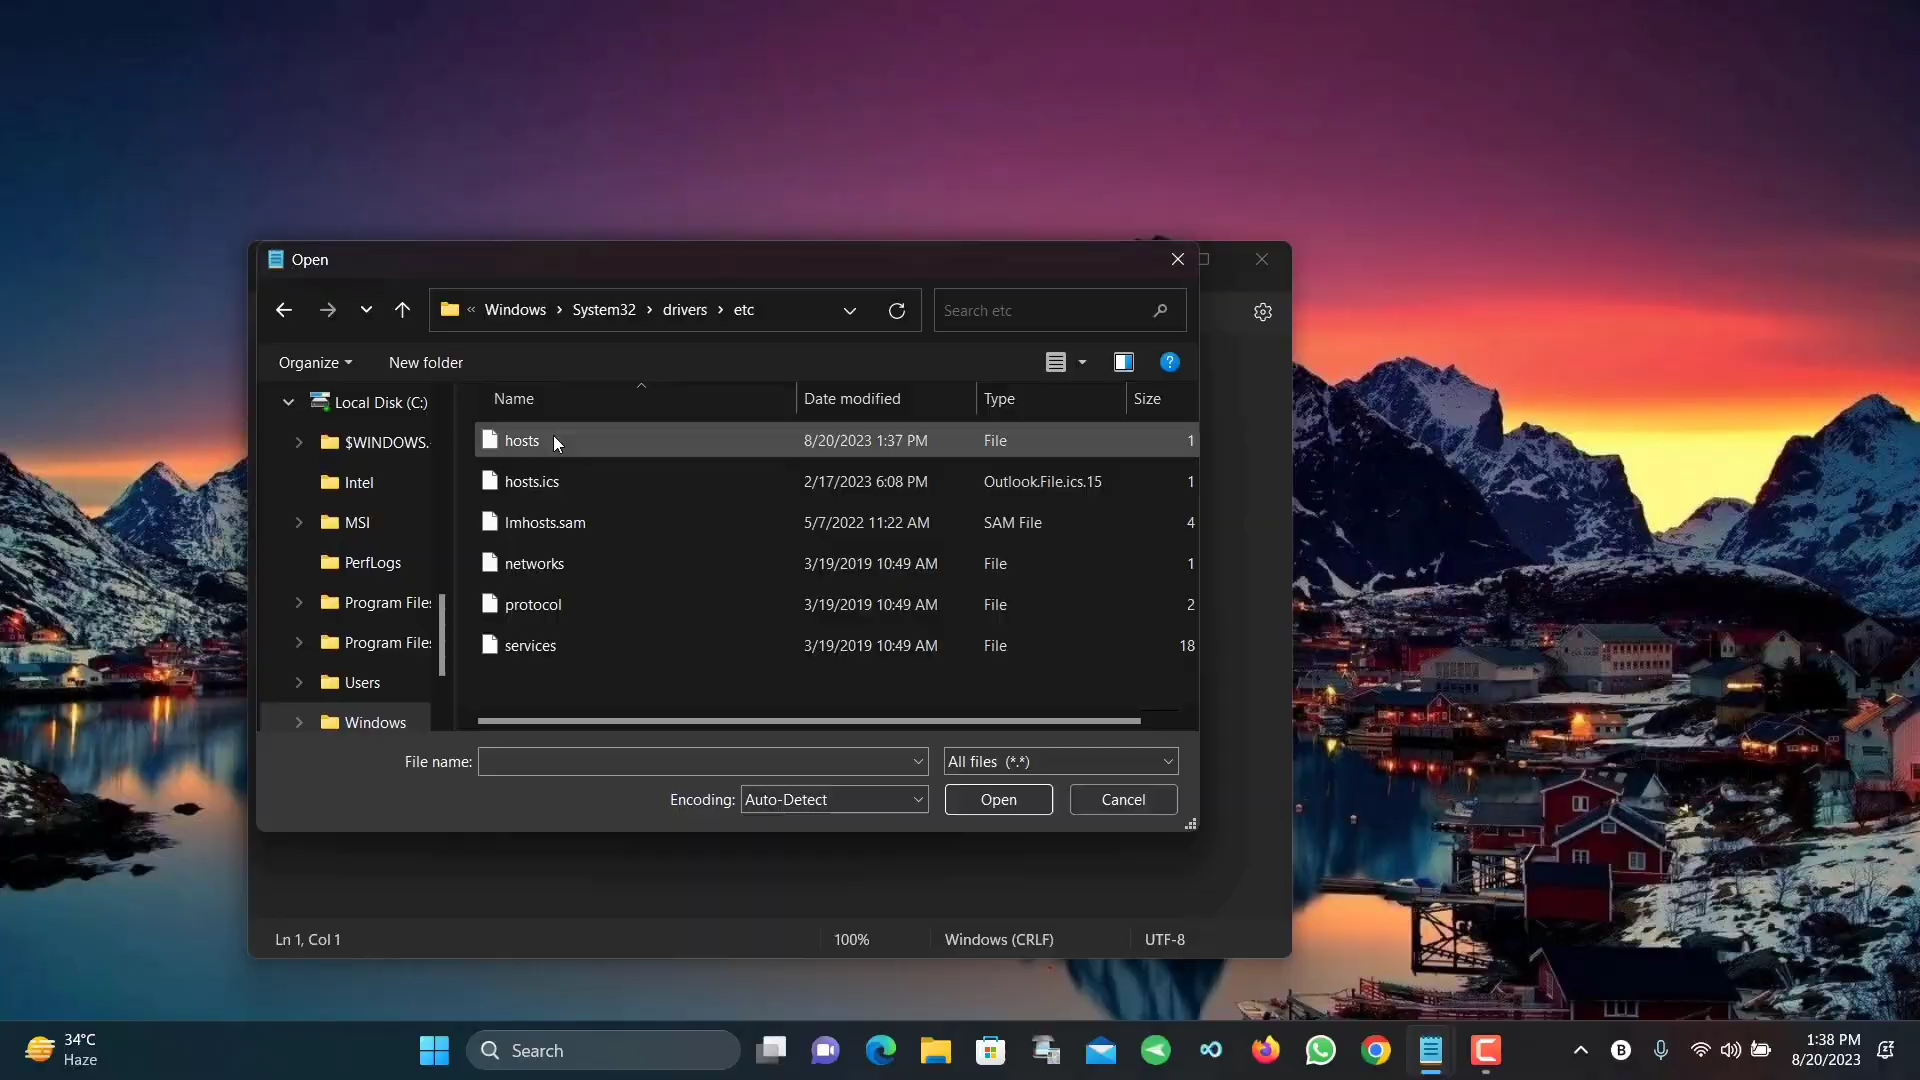 Open
« Windows › System32 › drivers › etc
Search etc
Organize
New folder
Name
Date modified
Type
Size
Local Disk (C:)
$WINDOWS.
Intel
MSI
PerfLogs
Program Files
Program Files
Users
Windows
hosts 8/20/2023 1:37 PM File 1
hosts.ics 2/17/2023 6:08 PM Outlook.File.ics.15 1
lmhosts.sam 5/7/2022 11:22 AM SAM File 4
networks 3/19/2019 10:49 AM File 1
protocol 3/19/2019 10:49 AM File 2
services 3/19/2019 10:49 AM File 18
File name:
All files (*.*)
Encoding: Auto-Detect
Open
Cancel
Ln 1, Col 1
100%
Windows (CRLF)
UTF-8
34°C
Haze
Search
B
1:38 PM
8/20/2023